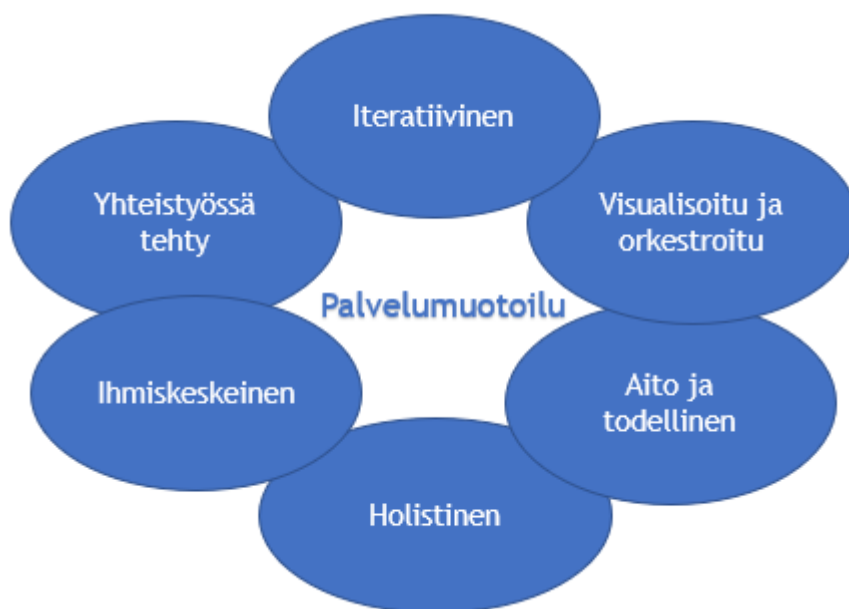 Iteratiivinen
Yhteistyössä
tehty
Visualisoitu ja
orkestroitu
Palvelumuotoilu
Ihmiskeskeinen
Aito ja
todellinen
Holistinen